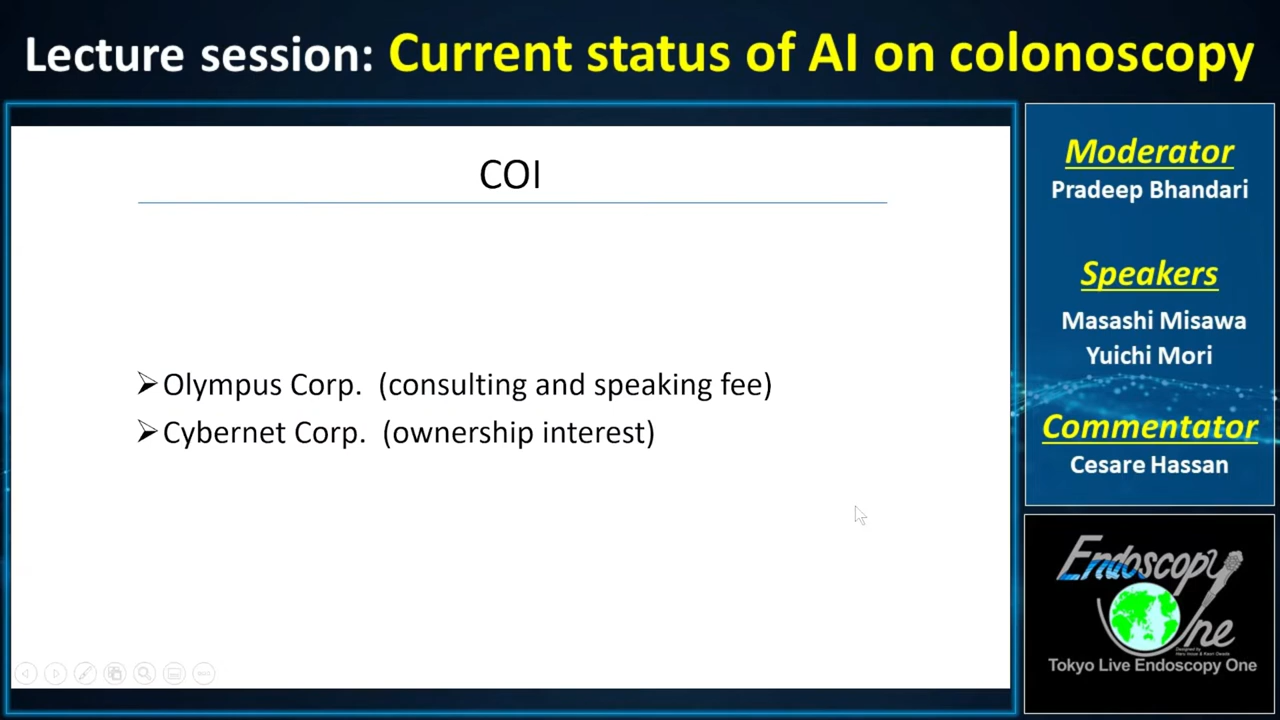 Lecture session: Current status of AI on colonoscopy
COI
➢Olympus Corp. (consulting and speaking fee)
➢Cybernet Corp. (ownership interest)
Moderator
Pradeep Bhandari
Speakers
Masashi Misawa
Yuichi Mori
Commentator
Cesare Hassan
Endoscopy
One
Tokyo Live Endoscopy One